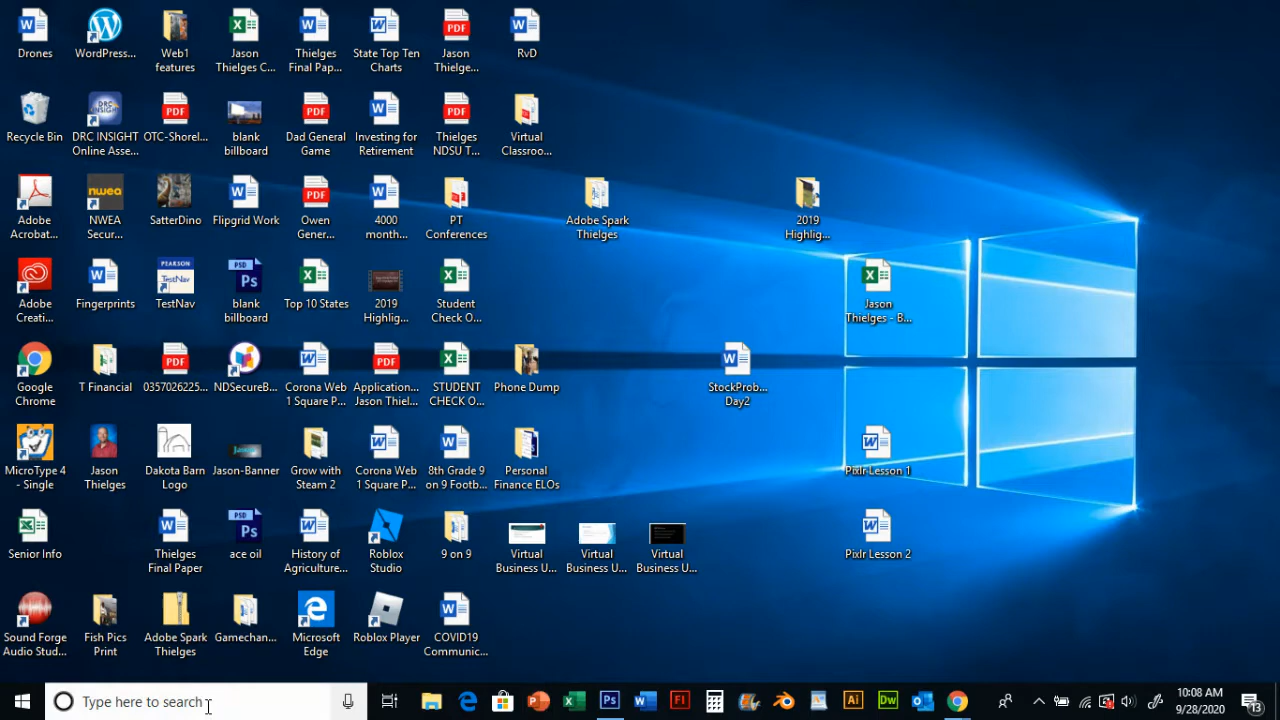 Drones
WordPress...
Web1
features
Jason
Thielges C...
Thielges
Final Pap...
State Top Ten
Charts
Jason
Thielge...
RvD
Recycle Bin
DRC INSIGHT
Online Asse...
OTC-Shorel...
blank
billboard
Dad General
Game
Investing for
Retirement
Thielges
NDSU T...
Virtual
Classroo...
Adobe
Acrobat...
nwea
NWEA
Secur...
SatterDino
Flipgrid Work
Owen
Gener...
4000
month...
PT
Conferences
Adobe Spark
Thielges
2019
Highlig...
Adobe
Creati...
Fingerprints
PEARSON
TestNav
TestNav
PSD
Ps
blank
billboard
Top 10 States
2019
Highlig...
Student
Check O...
Jason
Thielges - B...
Google
Chrome
T Financial
0357026225...
NDSecureB...
Corona Web
1 Square P...
Application...
Jason Thiel...
STUDENT
CHECK O...
Phone Dump
StockProb...
Day2
MicroType 4
- Single
Jason
Thielges
Dakota Barn
Logo
Jason-Banner
Grow with
Steam 2
Corona Web
1 Square P...
8th Grade 9
on 9 Footb...
Personal
Finance ELOs
Pixlr Lesson 1
Senior Info
Thielges
Final Paper
PSD
Ps
ace oil
History of
Agriculture...
Roblox
Studio
9 on 9
Virtual
Business U...
Virtual
Business U...
Virtual
Business U...
Pixlr Lesson 2
Sound Forge
Audio Stud...
Fish Pics
Print
Adobe Spark
Thielges
Gamechan...
Microsoft
Edge
Roblox Player
COVID19
Communic...
Type here to search
10:08 AM
9/28/2020
13